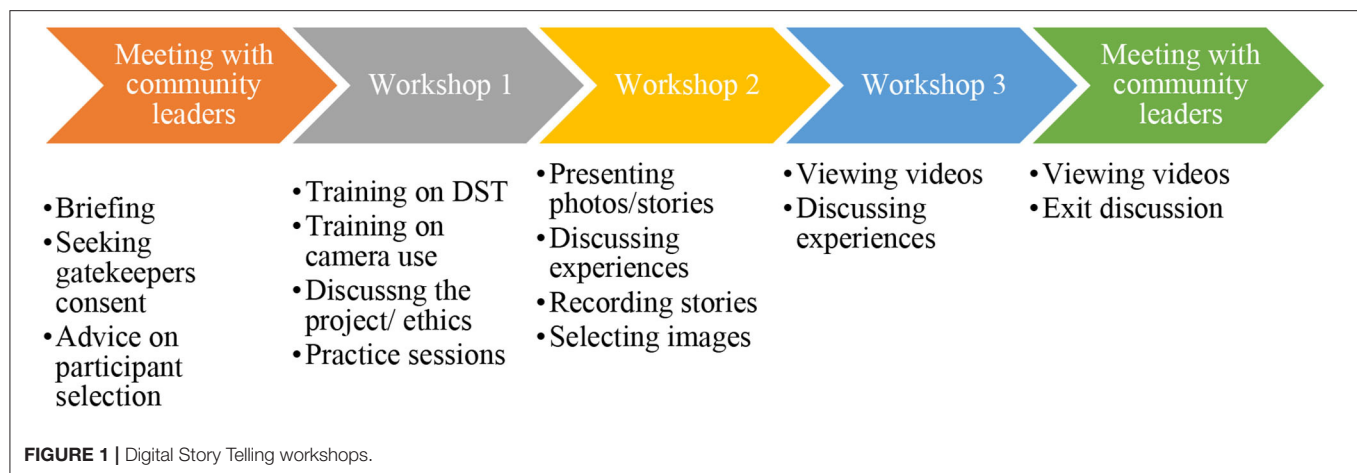 Meeting with
community
leaders
Workshop 1
Workshop 2
Workshop 3
Meeting with
community
leaders
•Briefing
•Seeking
gatekeepers
consent
•Advice on
participant
selection
•Training on DST
•Training on
camera use
•Discussng the
project/ ethics
•Practice sessions
•Presenting
photos/stories
•Discussing
experiences
•Recording stories
•Selecting images
•Viewing videos
•Discussing
experiences
•Viewing videos
•Exit discussion
FIGURE 1 | Digital Story Telling workshops.